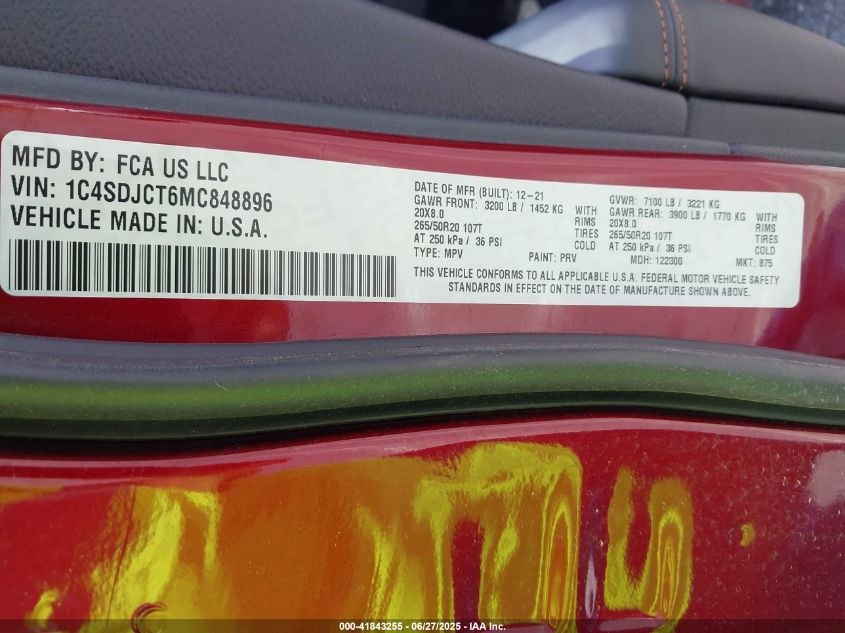 MFD BY: FCA US LLC
VIN: 1C4SDJCT6MC848896
VEHICLE MADE IN: U.S.A.
DATE OF MFR (BUILT): 12-21
GAWR FRONT: 3200 LB / 1452 KG WITH
20X8.0 RIMS
265/50R20 107T TIRES
AT 250 kPa / 36 PSI COLD
TYPE: MPV PAINT: PRV
GVWR: 7100 LB / 3221 KG
GAWR REAR: 3900 LB / 1770 KG WITH
20X8.0 RIMS
265/50R20 107T TIRES
AT 250 kPa / 36 PSI COLD
MDH: 122300 MKT: 875
THIS VEHICLE CONFORMS TO ALL APPLICABLE U.S.A. FEDERAL MOTOR VEHICLE SAFETY
STANDARDS IN EFFECT ON THE DATE OF MANUFACTURE SHOWN ABOVE.
000-41843255 - 06/27/2025 - IAA Inc.